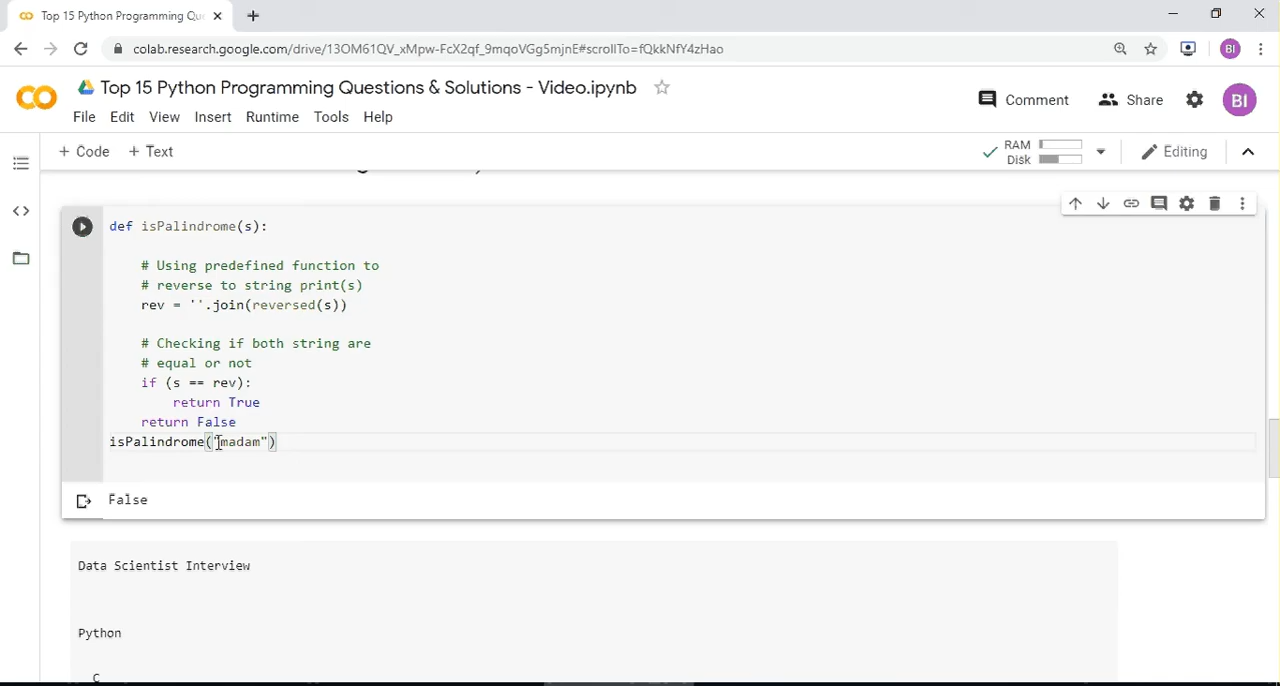 Top 15 Python Programming Qu
colab.research.google.com/drive/13OM61QV_xMpw-FcX2qf_9mqoVGg5mjnE#scrollTo=fQkkNfY4zHao
BI
Top 15 Python Programming Questions & Solutions - Video.ipynb
Comment
Share
BI
File Edit View Insert Runtime Tools Help
+ Code + Text
RAM
Disk
Editing
def isPalindrome(s):
# Using predefined function to
# reverse to string print(s)
rev = ''.join(reversed(s))
# Checking if both string are
# equal or not
if (s == rev):
return True
return False
isPalindrome("madam")
False
Data Scientist Interview
Python
C